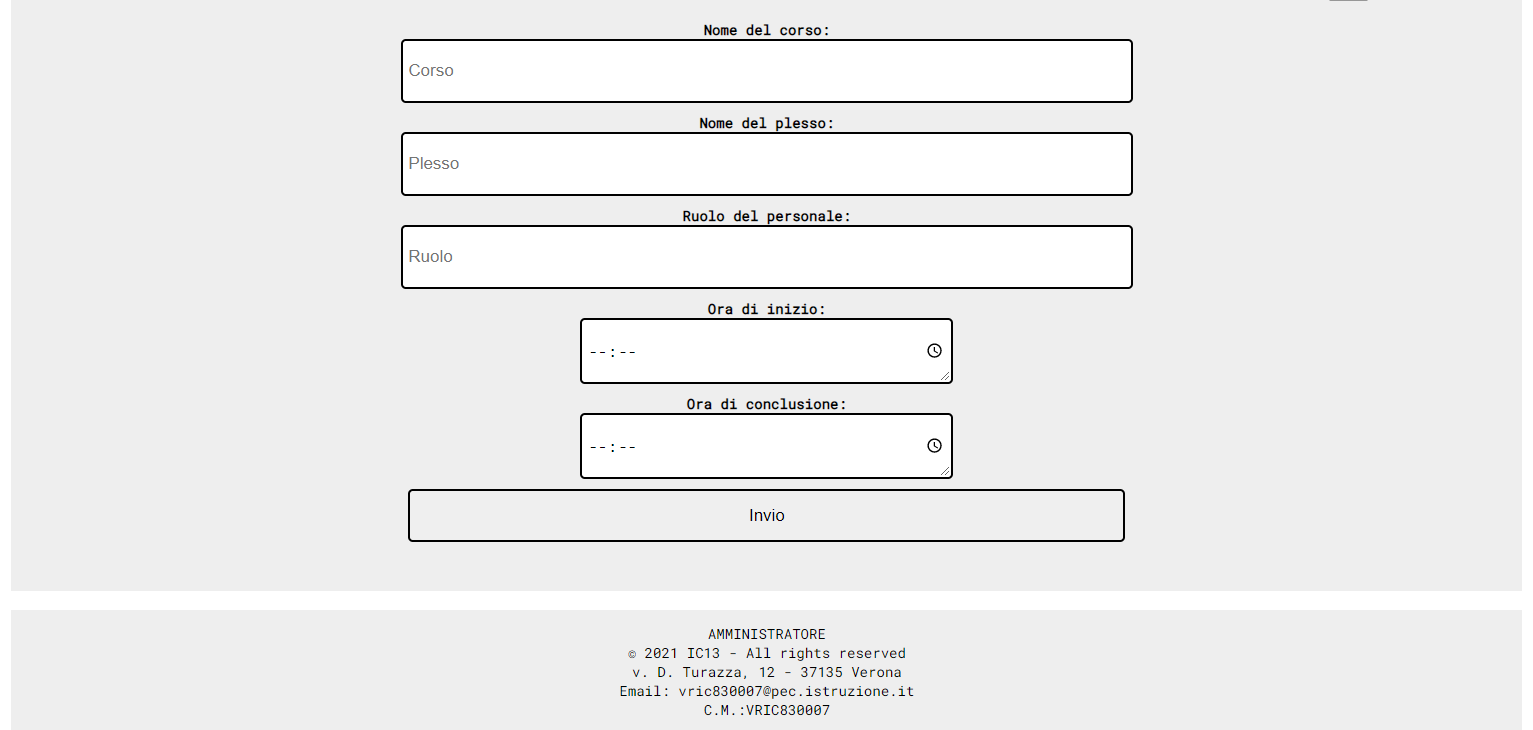 Nome del corso:
Corso
Nome del plesso:
Plesso
Ruolo del personale:
Ruolo
Ora di inizio:
--:--
Ora di conclusione:
--:--
Invio
AMMINISTRATORE
© 2021 IC13 - All rights reserved
v. D. Turazza, 12 - 37135 Verona
Email: vric830007@pec.istruzione.it
C.M.:VRIC830007